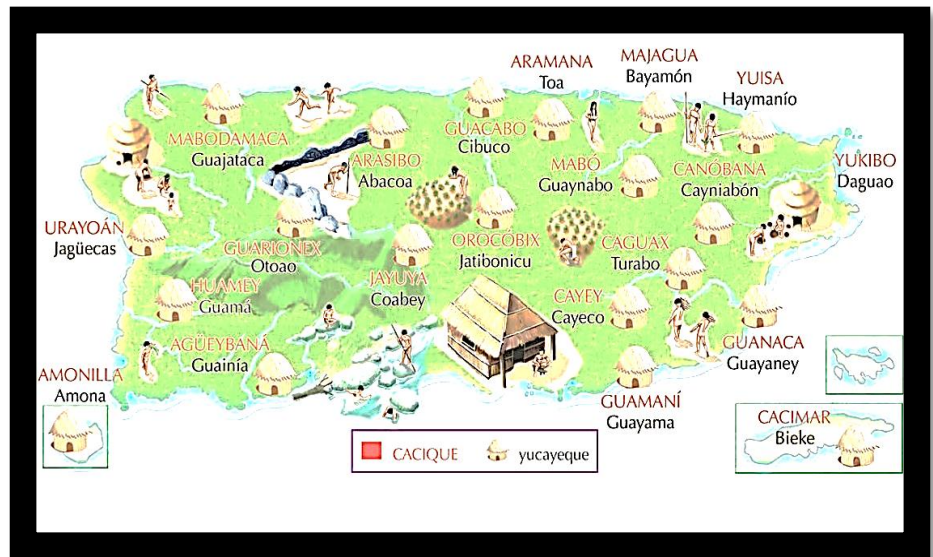 ARAMANA
Toa
MAJAGUA
Bayamón
YUISA
Haymanío
MABODAMACA
Guajataca
ARASIBO
Abacoa
GUACABO
Cibuco
MABÓ
Guaynabo
CANÓBANA
Cayniabón
YUKIBO
Daguao
URAYOÁN
Jagüecas
GUARIONEX
Otoao
OROCÓBIX
Jatibonicu
CAGUAX
Turabo
HUAMEY
Guamá
JAYUYA
Coabey
CAYEY
Cayeco
AGÜEYBANÁ
Guainía
GUANACA
Guayaney
AMONILLA
Amona
GUAMANÍ
Guayama
CACIMAR
Bieke
CACIQUE
yucayeque